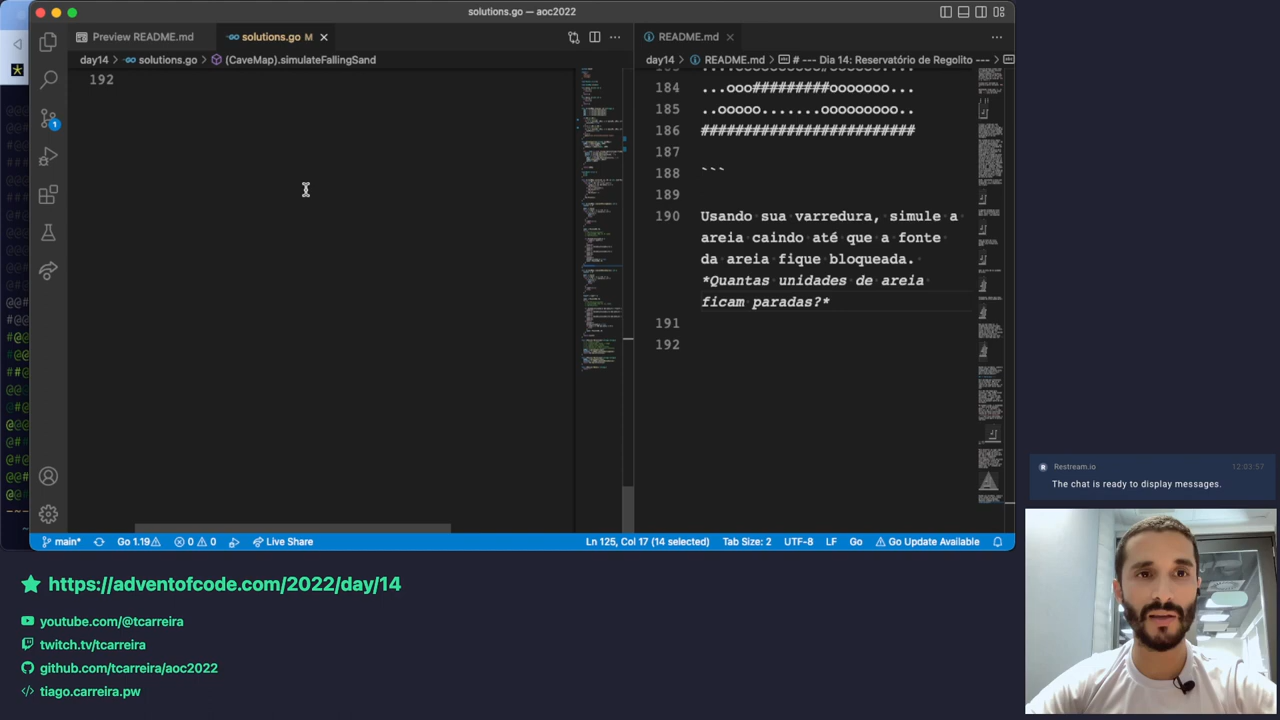 solutions.go — aoc2022
Preview README.md
solutions.go M
README.md
day14 > solutions.go > (CaveMap).simulateFallingSand
day14 > README.md > # --- Dia 14: Reservatório de Regolito --->
192
184 ...ooo#########ooooooo...
185 ..ooooo.......ooooooooo..
186 #########################
187
188 ```
189
190 Usando sua varredura, simule a
areia caindo até que a fonte
da areia fique bloqueada.
*Quantas unidades de areia
ficam paradas?*
191
192
1
main*
Go 1.19
0
0
Live Share
Ln 125, Col 17 (14 selected)
Tab Size: 2
UTF-8
LF
Go
Go Update Available
R Restream.io 12:03:57
The chat is ready to display messages.
https://adventofcode.com/2022/day/14
youtube.com/@tcarreira
twitch.tv/tcarreira
github.com/tcarreira/aoc2022
</> tiago.carreira.pw